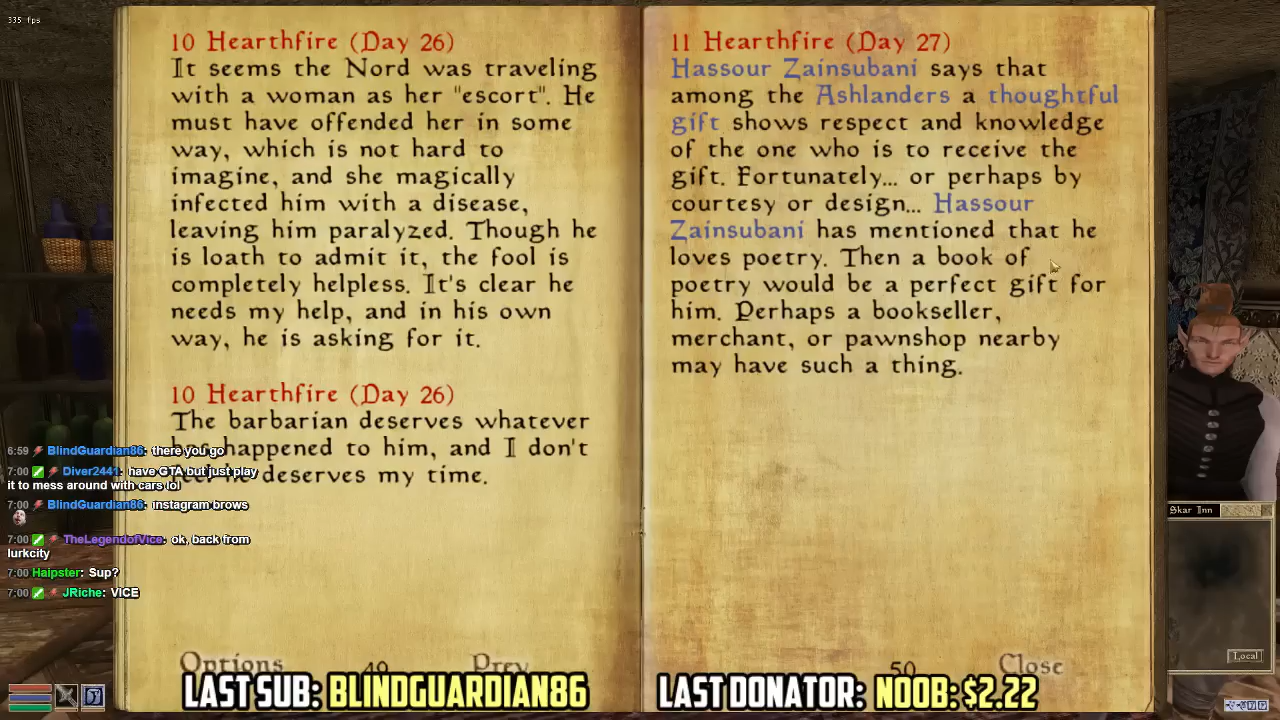 335 fps
10 Hearthfire (Day 26)
It seems the Nord was traveling
with a woman as her "escort". He
must have offended her in some
way, which is not hard to
imagine, and she magically
infected him with a disease,
leaving him paralyzed. Though he
is loath to admit it, the fool is
completely helpless. It's clear he
needs my help, and in his own
way, he is asking for it.
10 Hearthfire (Day 26)
The barbarian deserves whatever
has happened to him, and I don't
he deserves my time.
11 Hearthfire (Day 27)
Hassour Zainsubani says that
among the Ashlanders a thoughtful
gift shows respect and knowledge
of the one who is to receive the
gift. Fortunately... or perhaps by
courtesy or design... Hassour
Zainsubani has mentioned that he
loves poetry. Then a book of
poetry would be a perfect gift for
him. Perhaps a bookseller,
merchant, or pawnshop nearby
may have such a thing.
6:59 BlindGuardian86: there you go
7:00 Diver2441: have GTA but just play
it to mess around with cars lol
7:00 BlindGuardian86: instagram brows
7:00 TheLegendofVice: ok, back from
lurkcity
7:00 Haipster: Sup?
7:00 JRiche: VICE
Options 49 Prev
50 Close
LAST SUB: BLINDGUARDIAN86
LAST DONATOR: NOOB: $2.22
Skar Inn
Local